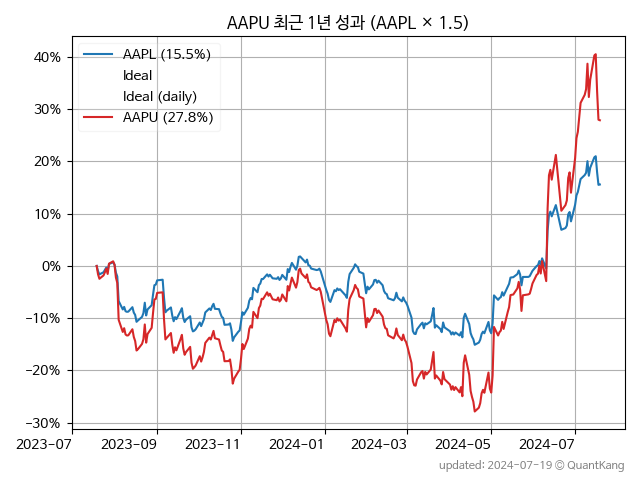 AAPU 최근 1년 성과 (AAPL × 1.5)
AAPL (15.5%)
Ideal
Ideal (daily)
AAPU (27.8%)
40%
30%
20%
10%
0%
−10%
−20%
−30%
2023-07 2023-09 2023-11 2024-01 2024-03 2024-05 2024-07
updated: 2024-07-19 © QuantKang